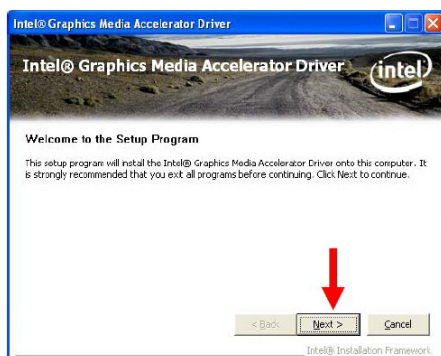 Intel® Graphics Media Accelerator Driver
Intel® Graphics Media Accelerator Driver
intel
Welcome to the Setup Program
This setup program will install the Intel® Graphics Media Accelerator Driver onto this computer. It
is strongly recommended that you exit all programs before continuing. Click Next to continue.
< Back
Next >
Cancel
Intel® Installation Framework